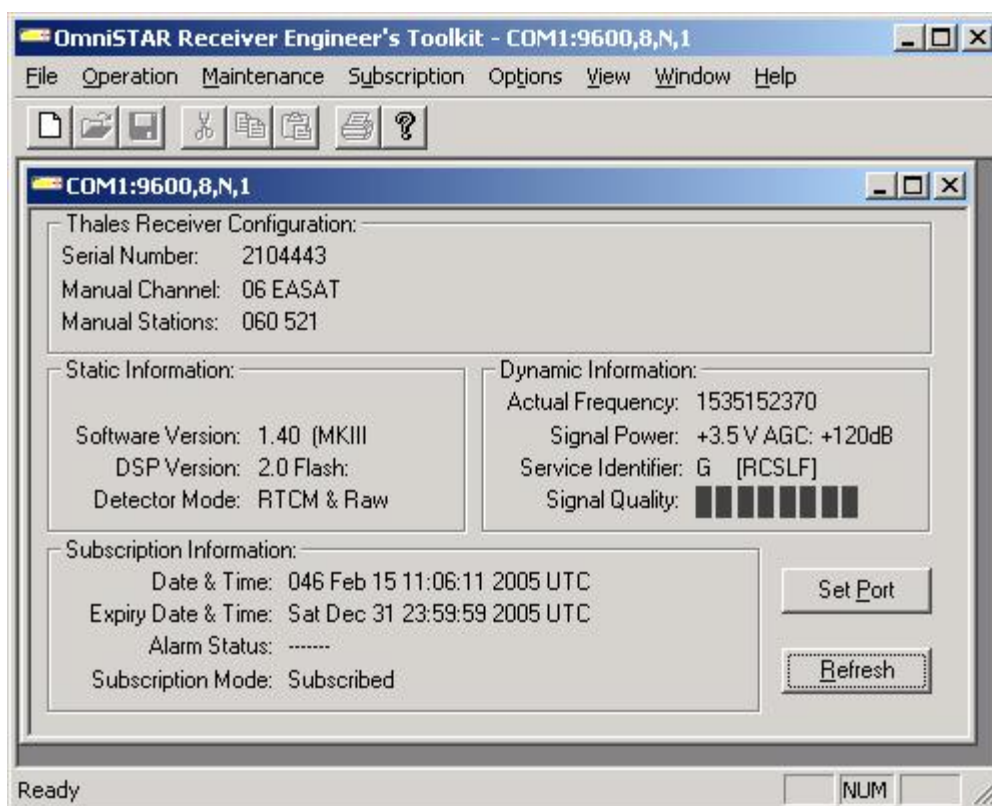 OmniSTAR Receiver Engineer's Toolkit - COM1:9600,8,N,1
File Operation Maintenance Subscription Options View Window Help
COM1:9600,8,N,1
Thales Receiver Configuration:
Serial Number: 2104443
Manual Channel: 06 EASAT
Manual Stations: 060 521
Static Information:
Software Version: 1.40 (MKIII
DSP Version: 2.0 Flash:
Detector Mode: RTCM & Raw
Dynamic Information:
Actual Frequency: 1535152370
Signal Power: +3.5 V AGC: +120dB
Service Identifier: G [RCSLF]
Signal Quality:
Subscription Information:
Date & Time: 046 Feb 15 11:06:11 2005 UTC
Expiry Date & Time: Sat Dec 31 23:59:59 2005 UTC
Alarm Status: ------
Subscription Mode: Subscribed
Set Port
Refresh
Ready
NUM